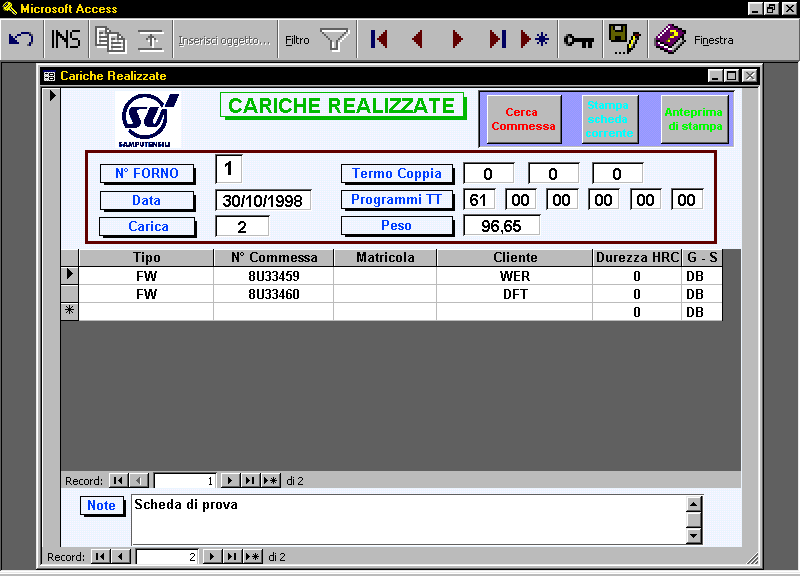 Microsoft Access
INS Inserisci oggetto... Filtro Finestra
Cariche Realizzate
SU
SAMPUTENSILI
CARICHE REALIZZATE
Cerca Commessa
Stampa scheda corrente
Anteprima di stampa
N° FORNO 1 Termo Coppia 0 0 0
Data 30/10/1998 Programmi TT 61 00 00 00 00 00
Carica 2 Peso 96,65
Tipo N° Commessa Matricola Cliente Durezza HRC G - S
FW 8U33459 WER 0 DB
FW 8U33460 DFT 0 DB
0 DB
Record: 1 di 2
Note Scheda di prova
Record: 2 di 2